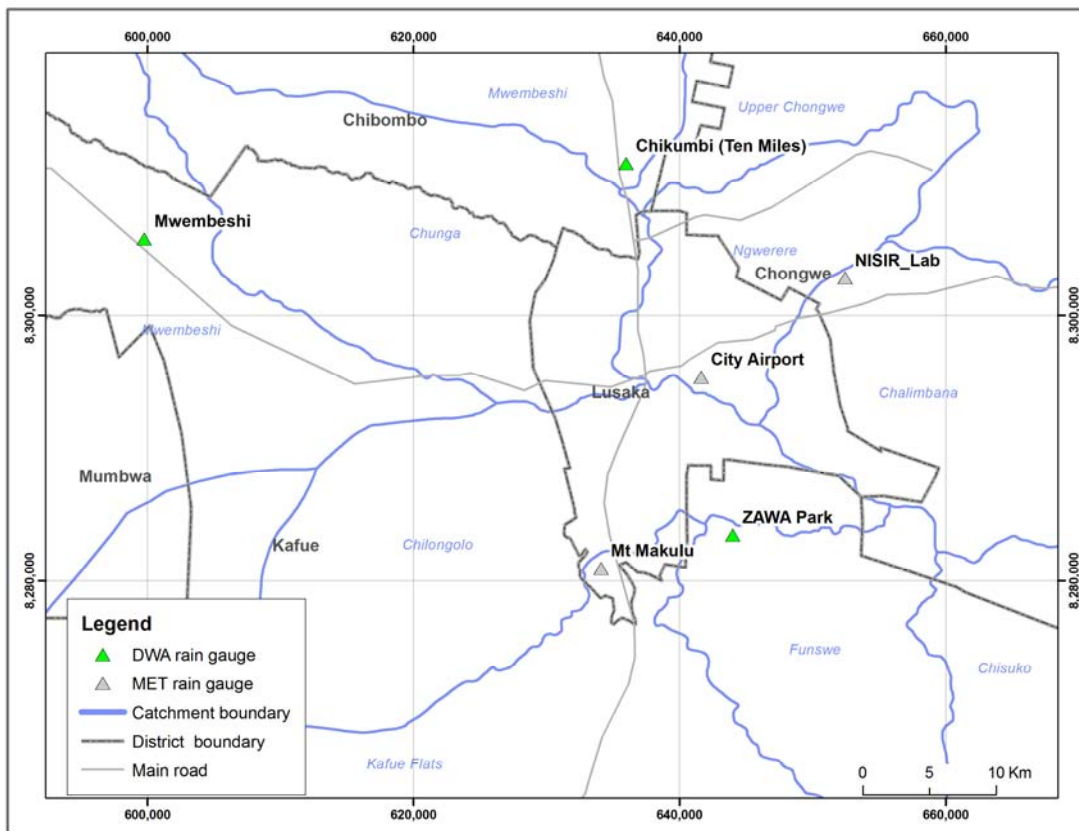 600,000
620,000
640,000
660,000
Mwembeshi
Upper Chongwe
Chibombo
Chikumbi (Ten Miles)
Mwembeshi
Chunga
Ngwerere
NISIR_Lab
Chongwe
8,300,000
8,300,000
Mwembeshi
City Airport
Lusaka
Chalimbana
Mumbwa
ZAWA Park
Kafue
Chilongolo
Mt Makulu
8,280,000
8,280,000
Legend
DWA rain gauge
MET rain gauge
Catchment boundary
District boundary
Main road
Funswe
Chisuko
Kafue Flats
0 5 10 Km
600,000
620,000
640,000
660,000